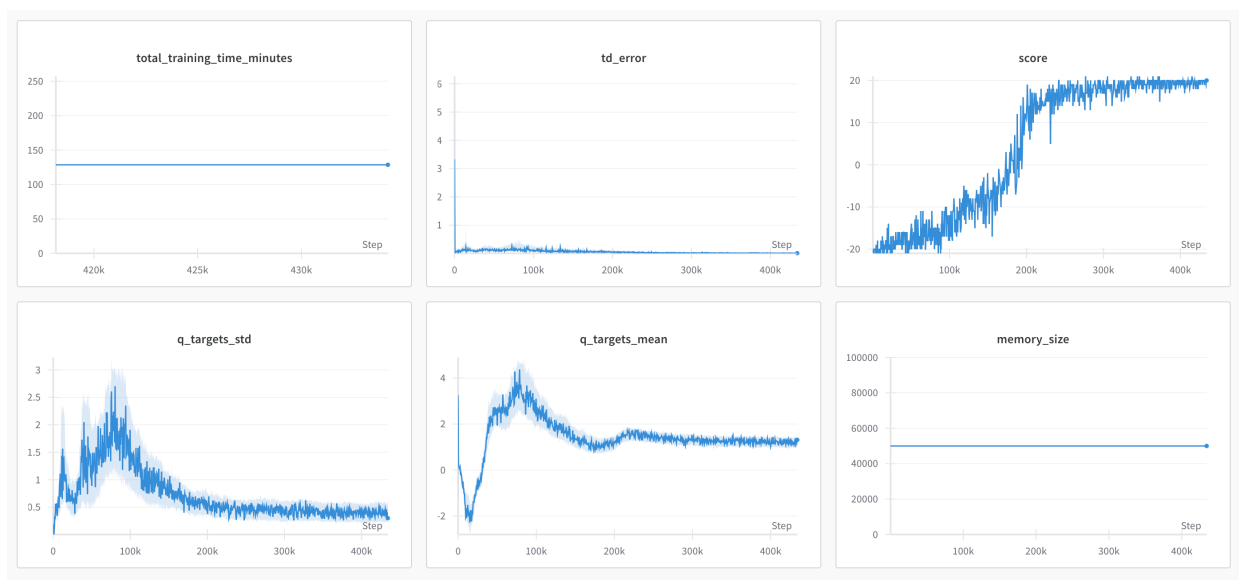 total_training_time_minutes
250
200
150
100
50
0
420k
425k
430k
Step
td_error
6
5
4
3
2
1
0
100k
200k
300k
400k
Step
score
20
10
0
-10
-20
100k
200k
300k
400k
Step
q_targets_std
3
2.5
2
1.5
1
0.5
0
100k
200k
300k
400k
Step
q_targets_mean
4
2
0
-2
0
100k
200k
300k
400k
Step
memory_size
100000
80000
60000
40000
20000
0
100k
200k
300k
400k
Step